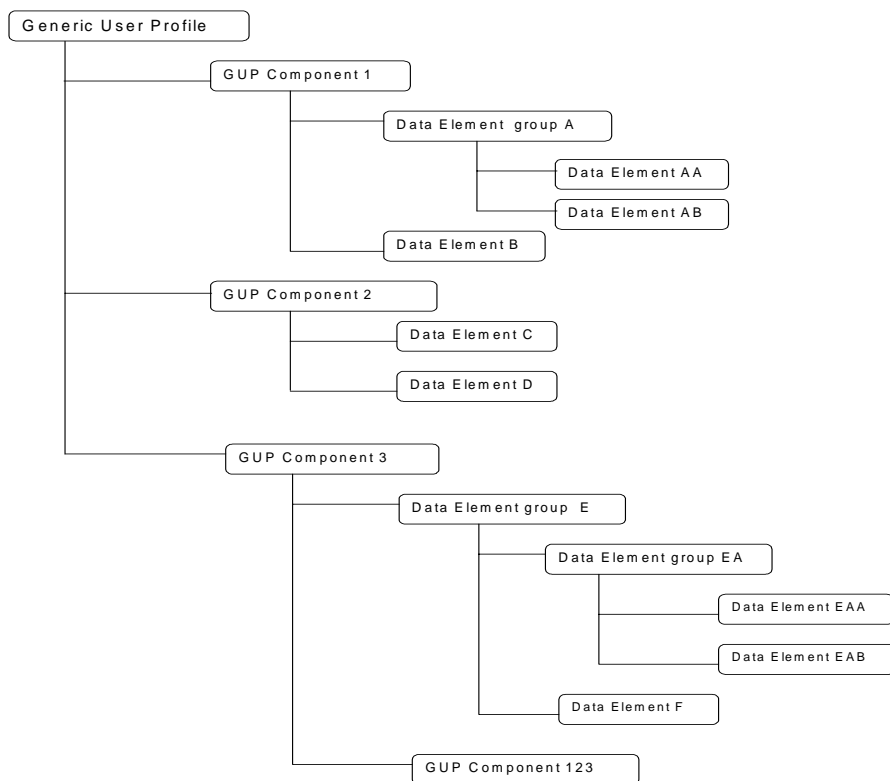 Generic User Profile
GUP Component 1
Data Element group A
Data Element AA
Data Element AB
Data Element B
GUP Component 2
Data Element C
Data Element D
GUP Component 3
Data Element group E
Data Element group EA
Data Element EAA
Data Element EAB
Data Element F
GUP Component 123